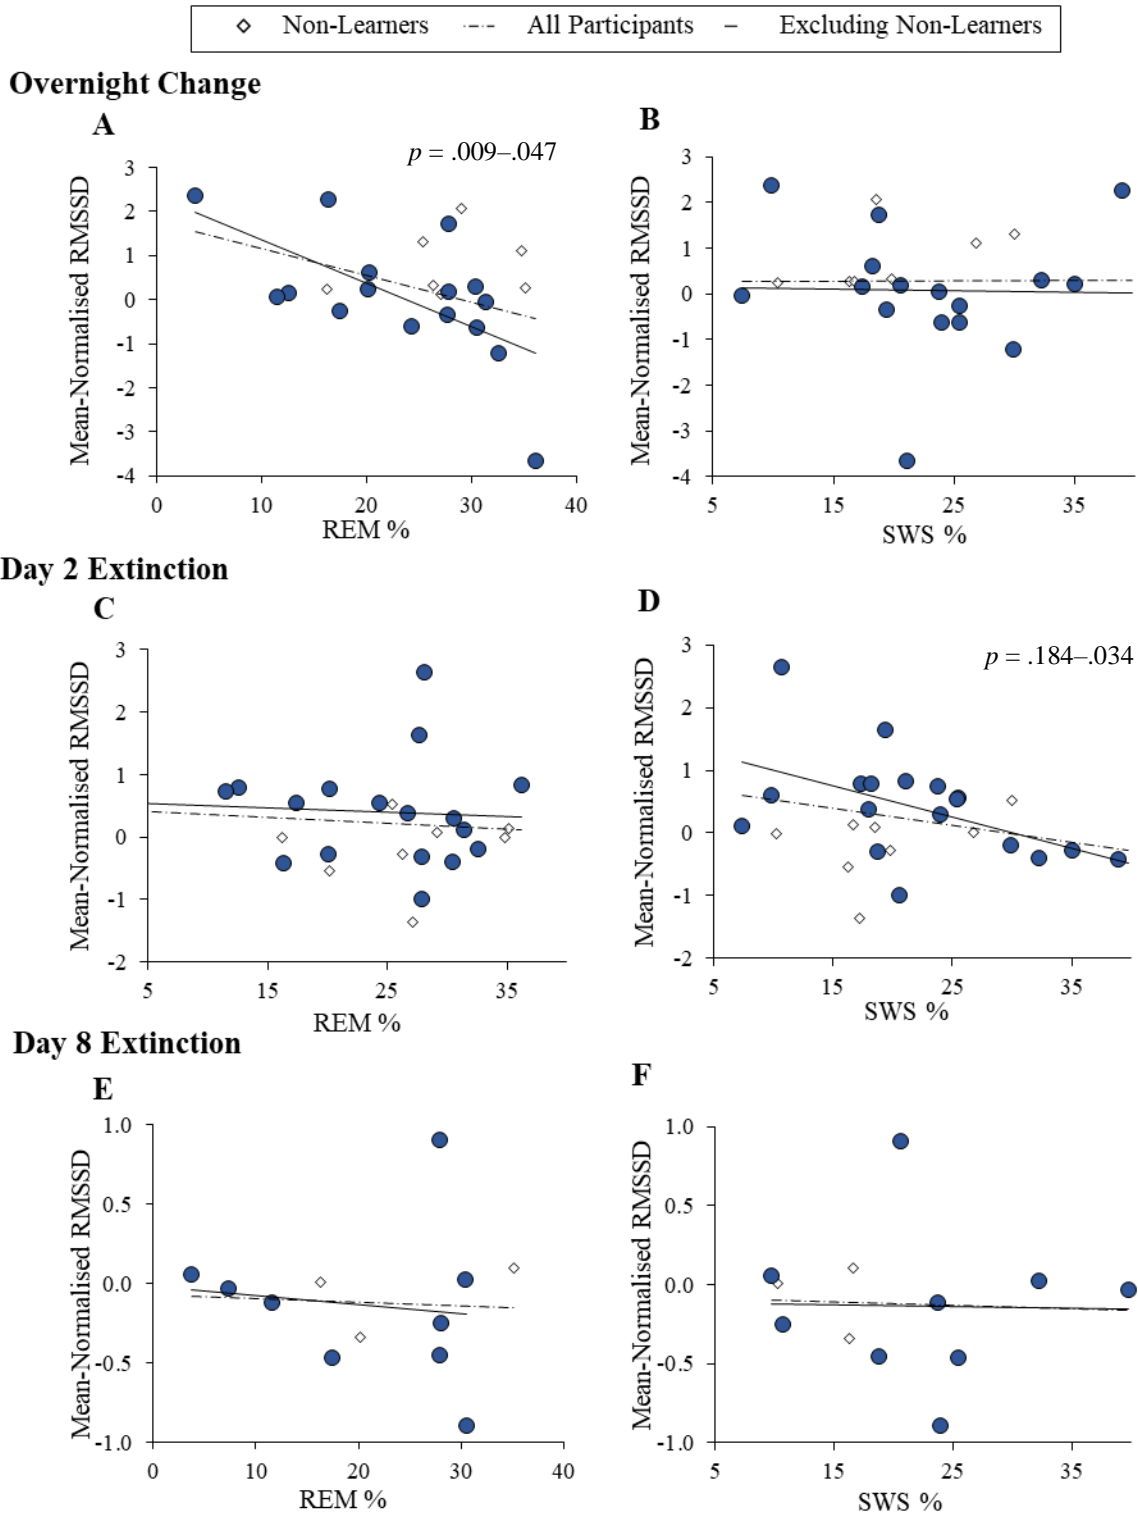 Non-Learners All Participants Excluding Non-Learners
Overnight Change
A
p = .009–.047
3
2
1
0
-1
-2
-3
-4
Mean-Normalised RMSSD
0 10 20 30 40
REM %
B
3
2
1
0
-1
-2
-3
-4
Mean-Normalised RMSSD
5 15 25 35
SWS %
Day 2 Extinction
C
3
2
1
0
-1
-2
Mean-Normalised RMSSD
5 15 25 35
REM %
D
p = .184–.034
3
2
1
0
-1
-2
Mean-Normalised RMSSD
5 15 25 35
SWS %
Day 8 Extinction
E
1.0
0.5
0.0
-0.5
-1.0
Mean-Normalised RMSSD
0 10 20 30 40
REM %
F
1.0
0.5
0.0
-0.5
-1.0
Mean-Normalised RMSSD
5 15 25 35
SWS %